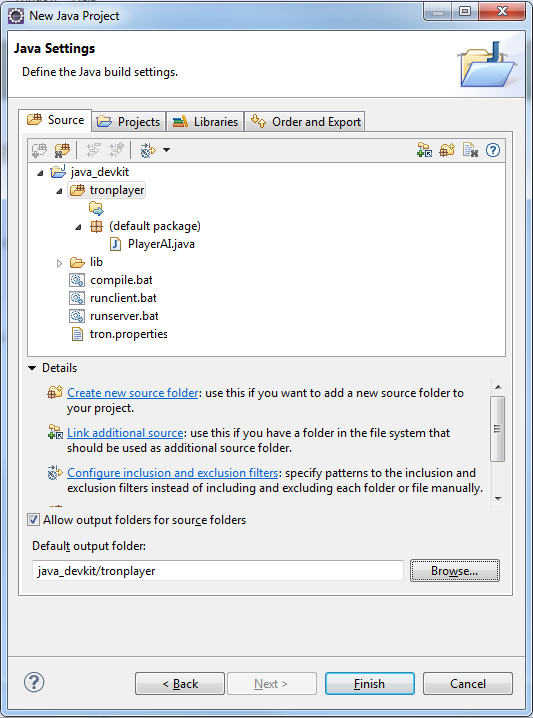 New Java Project
Java Settings
Define the Java build settings.
Source Projects Libraries Order and Export
java_devkit
tronplayer
(default package)
PlayerAI.java
lib
compile.bat
runclient.bat
runserver.bat
tron.properties
Details
Create new source folder: use this if you want to add a new source folder to
your project.
Link additional source: use this if you have a folder in the file system that
should be used as additional source folder.
Configure inclusion and exclusion filters: specify patterns to the inclusion and
exclusion filters instead of including and excluding each folder or file manually.
Allow output folders for source folders
Default output folder:
java_devkit/tronplayer
Browse...
< Back Next > Finish Cancel